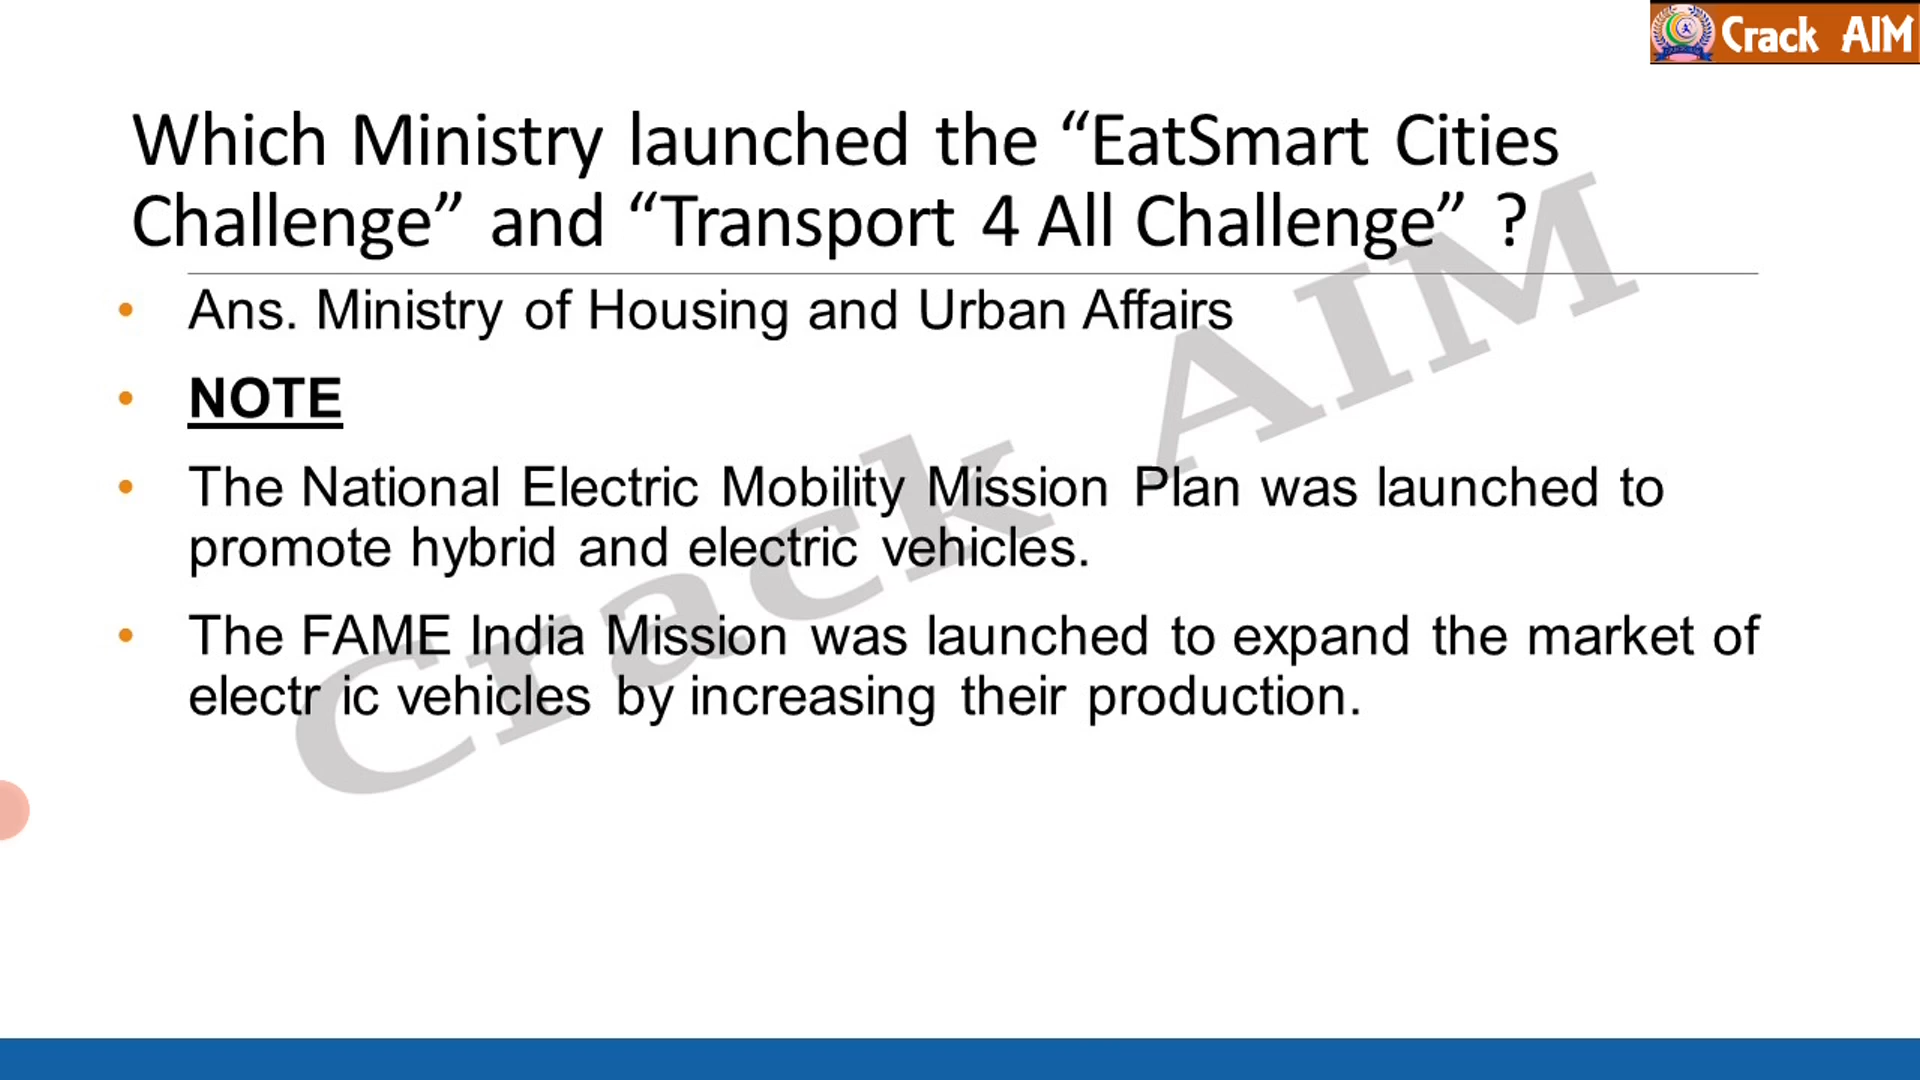 Crack AIM
Which Ministry launched the “EatSmart Cities
Challenge” and “Transport 4 All Challenge” ?
• Ans. Ministry of Housing and Urban Affairs
• NOTE
• The National Electric Mobility Mission Plan was launched to
promote hybrid and electric vehicles.
• The FAME India Mission was launched to expand the market of
electr ic vehicles by increasing their production.
Crack AIM